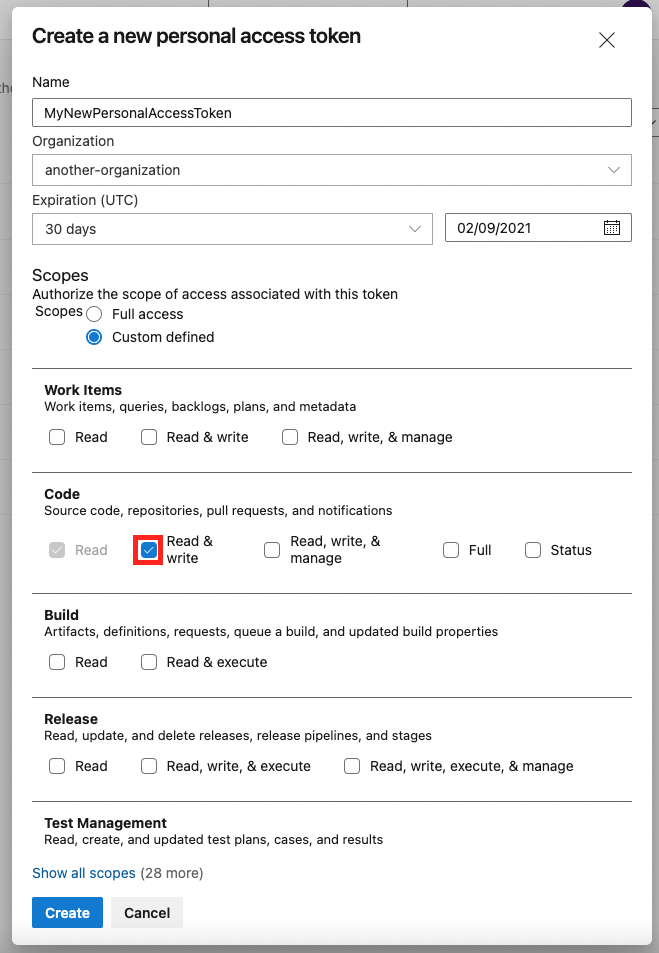 Create a new personal access token
Name
MyNewPersonalAccessToken
Organization
another-organization
Expiration (UTC)
30 days 02/09/2021
Scopes
Authorize the scope of access associated with this token
Scopes Full access
Custom defined
Work Items
Work items, queries, backlogs, plans, and metadata
Read Read & write Read, write, & manage
Code
Source code, repositories, pull requests, and notifications
Read Read & write Read, write, & manage Full Status
Build
Artifacts, definitions, requests, queue a build, and updated build properties
Read Read & execute
Release
Read, update, and delete releases, release pipelines, and stages
Read Read, write, & execute Read, write, execute, & manage
Test Management
Read, create, and updated test plans, cases, and results
Show all scopes (28 more)
Create Cancel